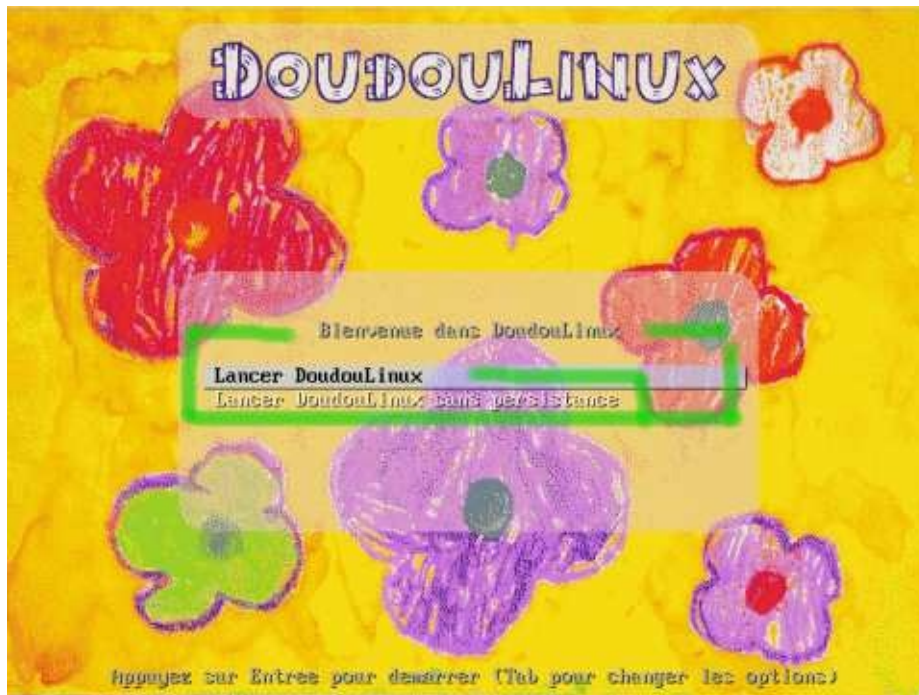 DOUDOULINUX
Bienvenue dans DoudouLinux
Lancer DoudouLinux
Lancer DoudouLinux sans persistance
Appuyez sur Entree pour demarrer (Tab pour changer les options)